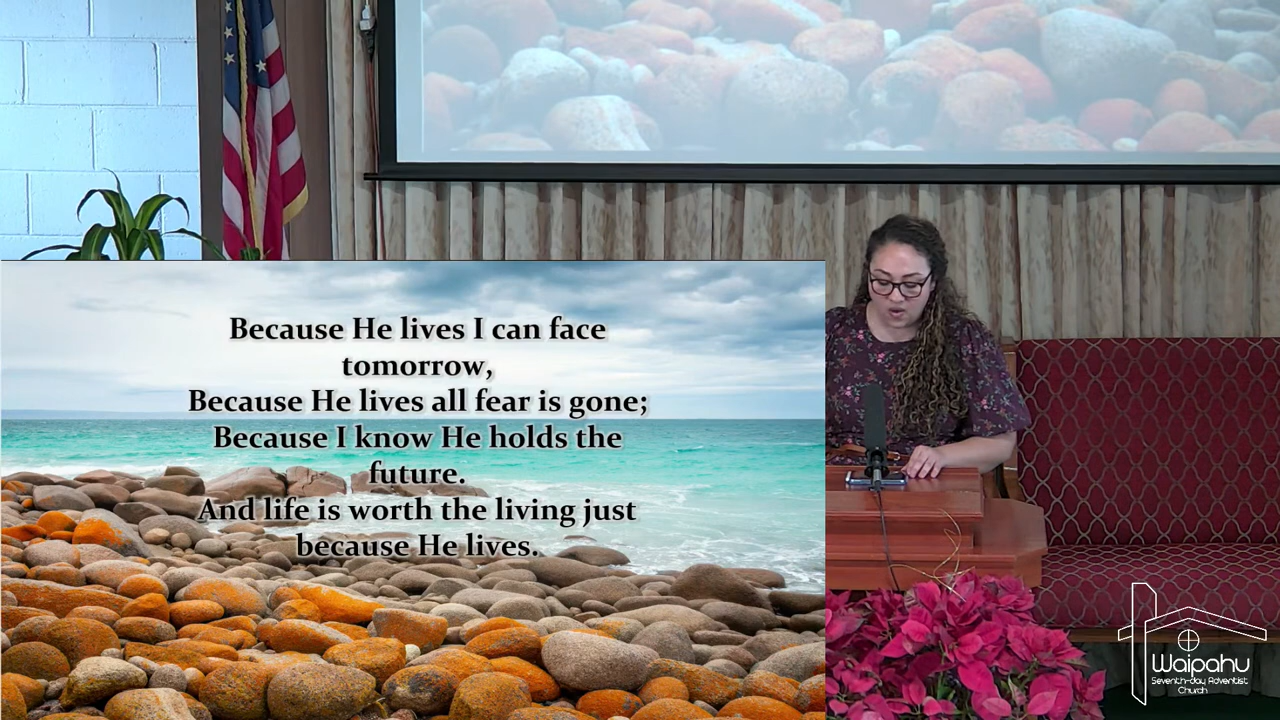 Because He lives I can face
tomorrow,
Because He lives all fear is gone;
Because I know He holds the
future.
And life is worth the living just
because He lives.
Waipahu
Seventh-day Adventist
Church